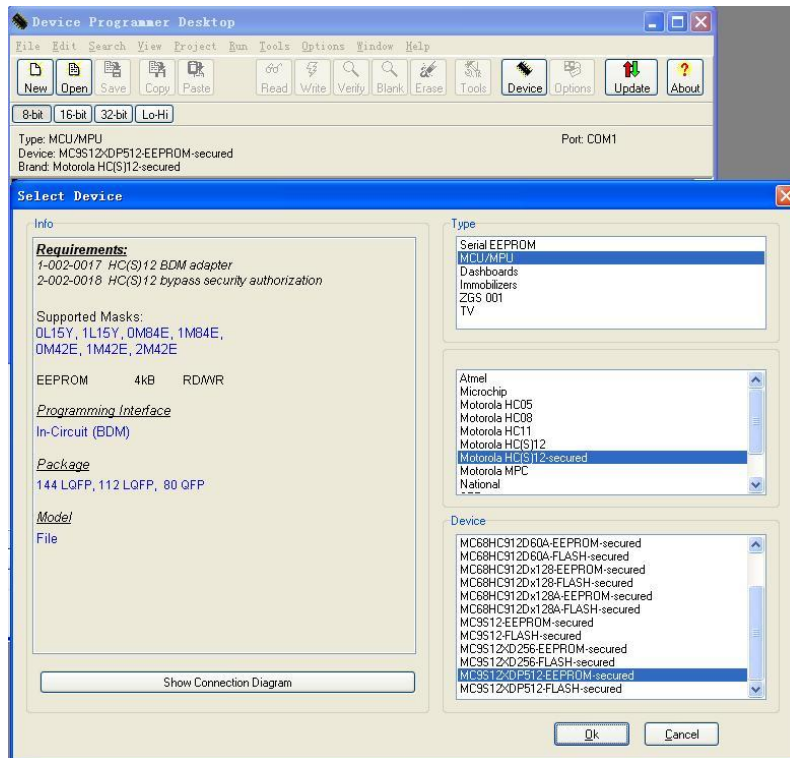 Device Programmer Desktop
File Edit Search View Project Run Tools Options Window Help
New Open Save Copy Paste Read Write Verify Blank Erase Tools Device Options Update About
8-bit 16-bit 32-bit Lo-Hi
Type: MCU/MPU Port: COM1
Device: MC9S12XDP512-EEPROM-secured
Brand: Motorola HC(S)12-secured
Select Device
Info
Requirements:
1-002-0017 HC(S)12 BDM adapter
2-002-0018 HC(S)12 bypass security authorization
Supported Masks:
0L15Y, 1L15Y, 0M84E, 1M84E,
0M42E, 1M42E, 2M42E
EEPROM 4kB RD/WR
Programming Interface
In-Circuit (BDM)
Package
144 LQFP, 112 LQFP, 80 QFP
Model
File
Show Connection Diagram
Type
Serial EEPROM
MCU/MPU
Dashboards
Immobilizers
ZGS 001
TV
Atmel
Microchip
Motorola HC05
Motorola HC08
Motorola HC11
Motorola HC(S)12
Motorola HC(S)12-secured
Motorola MPC
National
Device
MC68HC912D60A-EEPROM-secured
MC68HC912D60A-FLASH-secured
MC68HC912Dx128-EEPROM-secured
MC68HC912Dx128-FLASH-secured
MC68HC912Dx128A-EEPROM-secured
MC68HC912Dx128A-FLASH-secured
MC9S12-EEPROM-secured
MC9S12-FLASH-secured
MC9S12XD256-EEPROM-secured
MC9S12XD256-FLASH-secured
MC9S12XDP512-EEPROM-secured
MC9S12XDP512-FLASH-secured
Ok Cancel